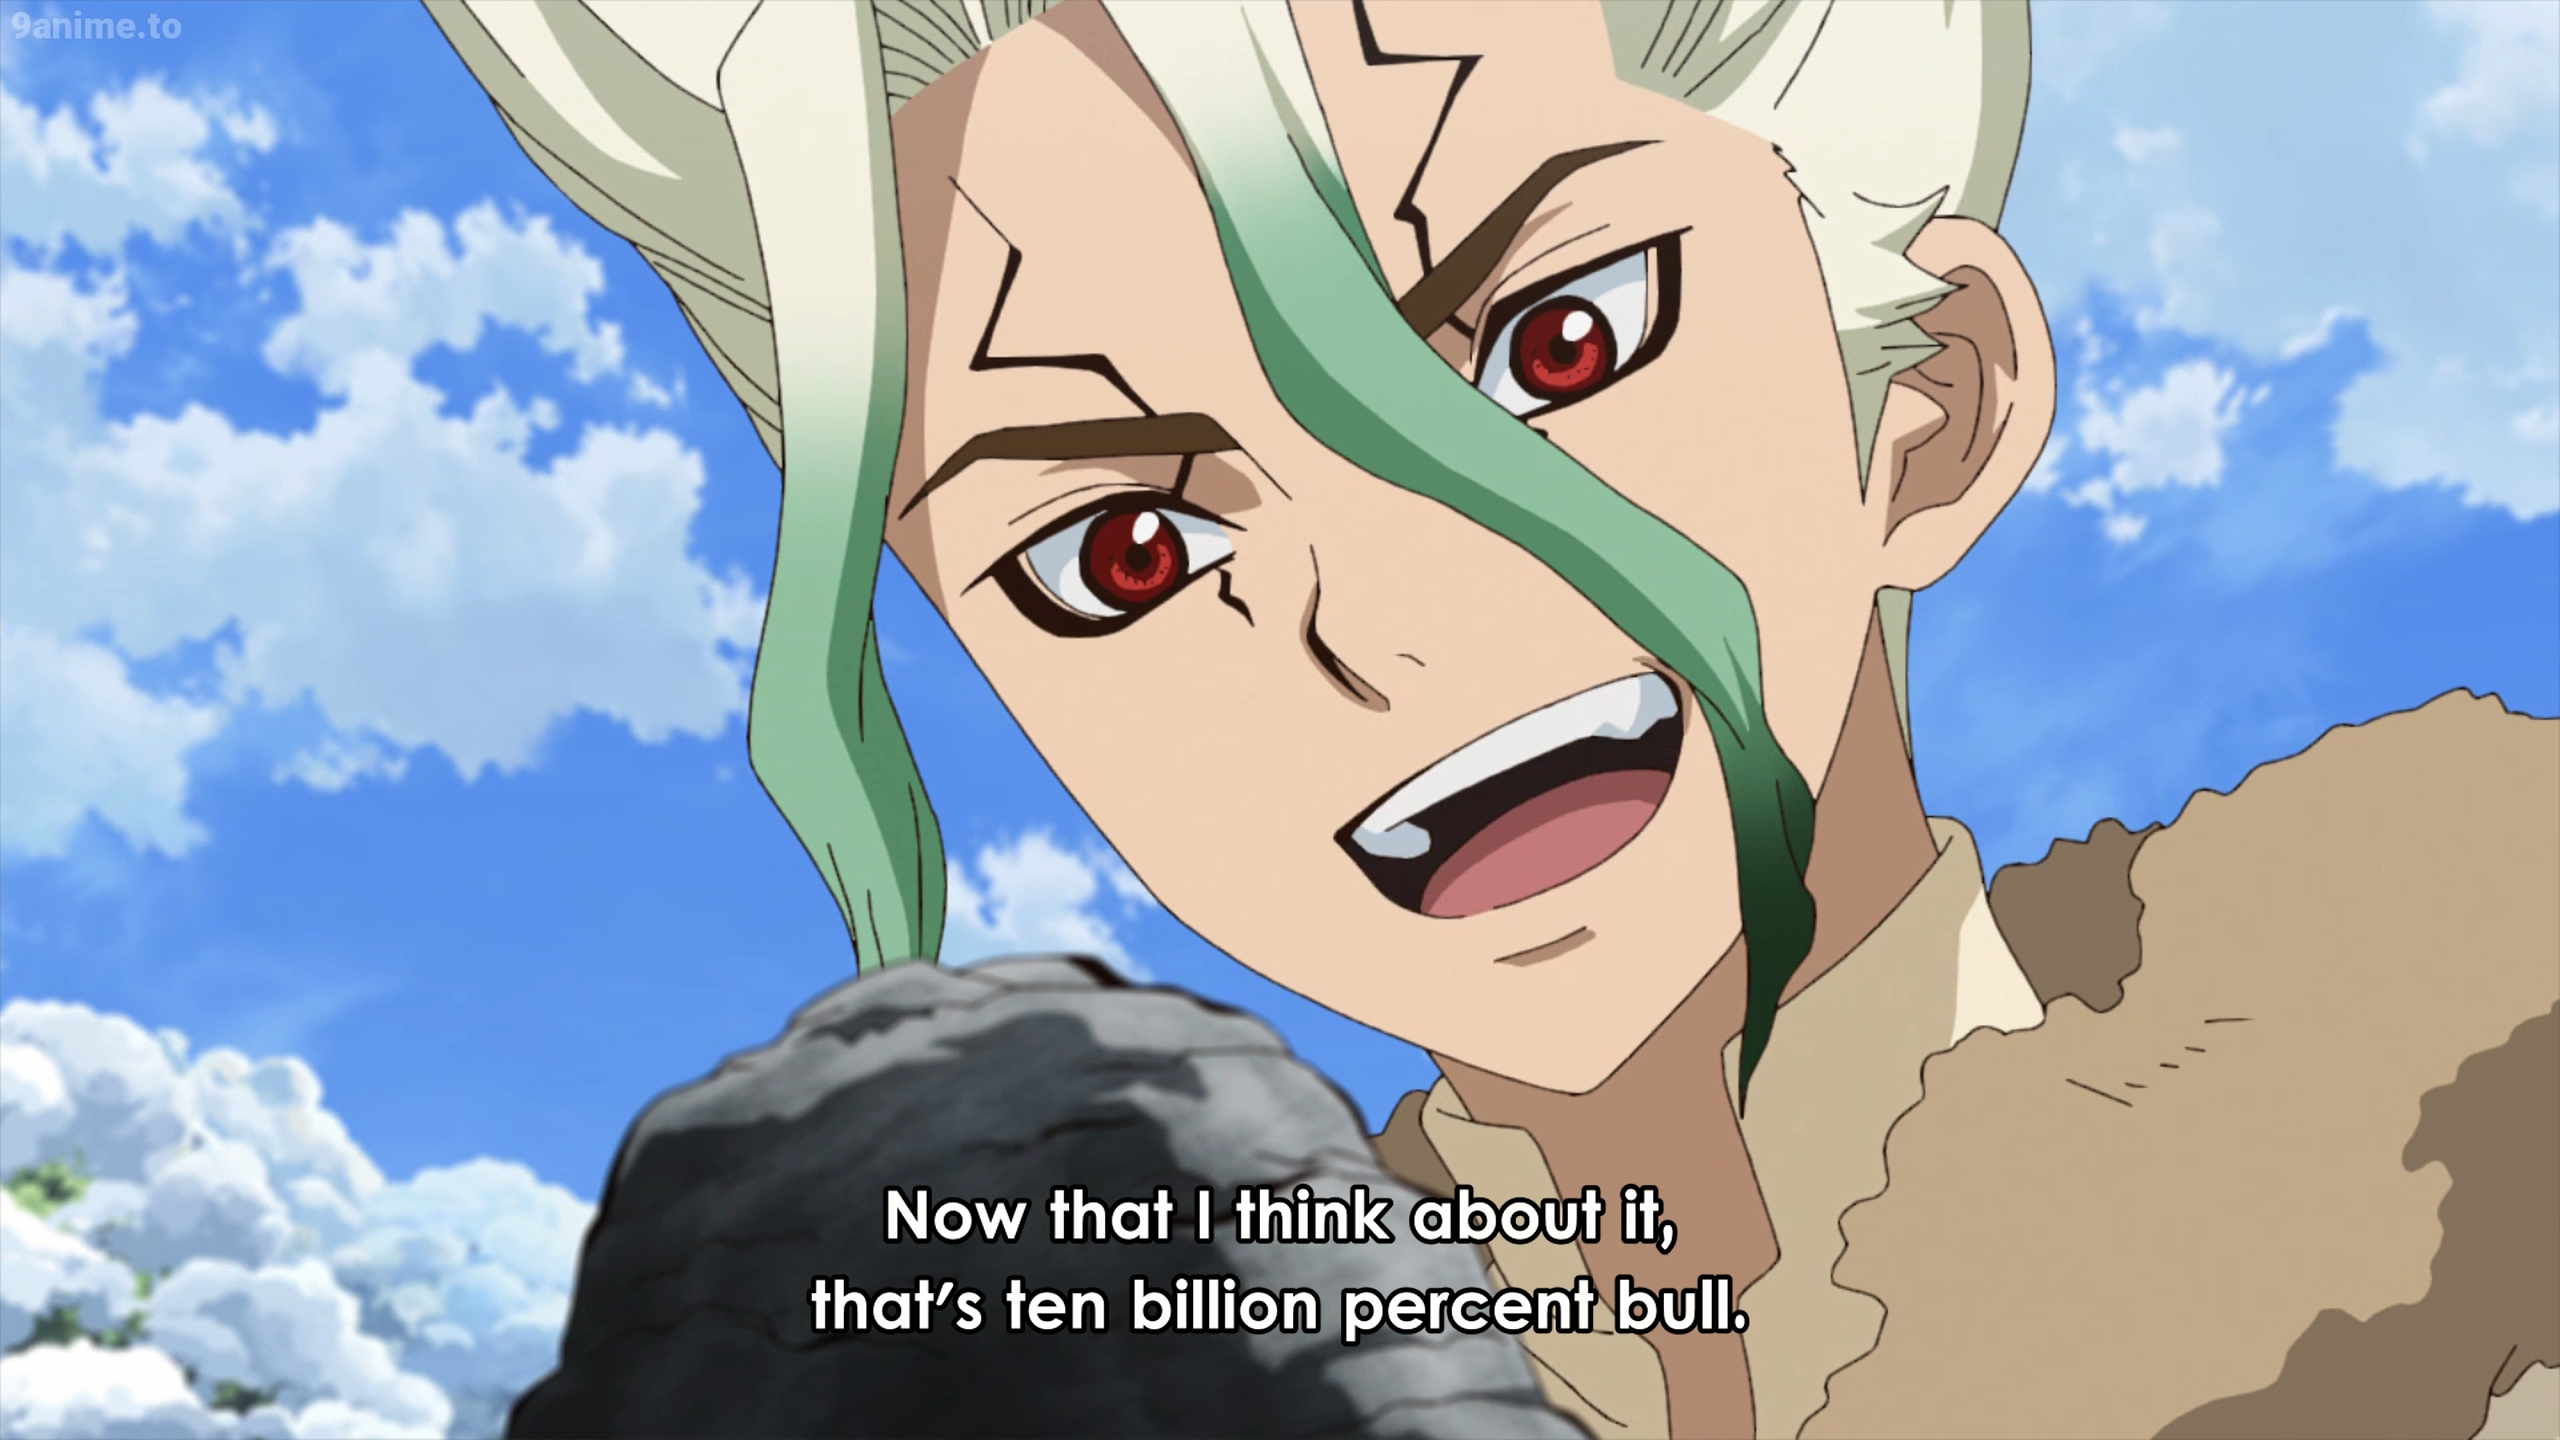 9anime.to
Now that I think about it,
that's ten billion percent bull.